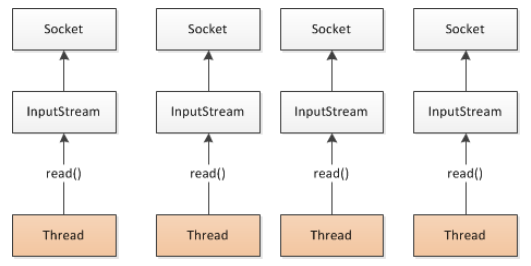 Socket Socket Socket Socket
InputStream InputStream InputStream InputStream
read() read() read() read()
Thread Thread Thread Thread